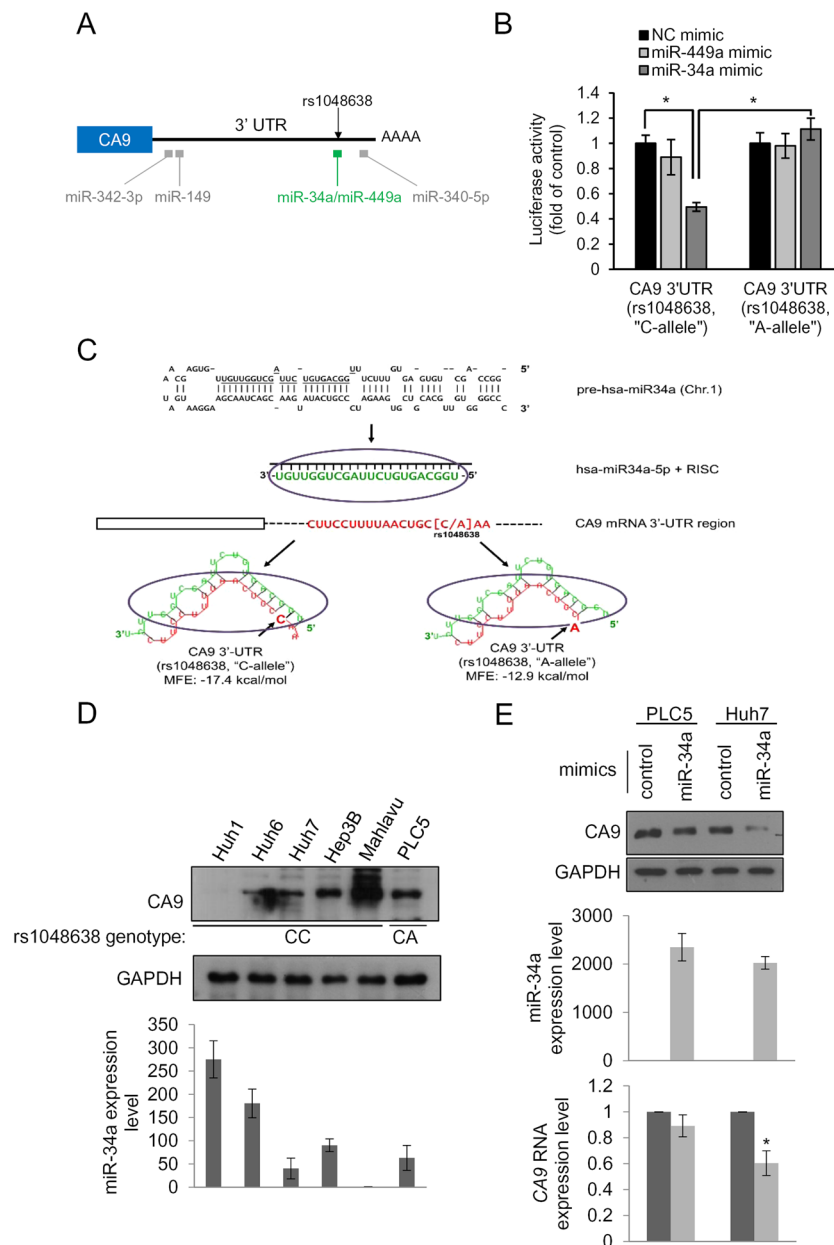 A
rs1048638
3' UTR
CA9
AAAA
miR-342-3p
miR-149
miR-34a/miR-449a
miR-340-5p
B
NC mimic
miR-449a mimic
miR-34a mimic
Luciferase activity
(fold of control)
1.4
1.2
1
0.8
0.6
0.4
0.2
0
*
*
CA9 3'UTR
(rs1048638,
"C-allele")
CA9 3'UTR
(rs1048638,
"A-allele")
C
pre-hsa-miR34a (Chr.1)
hsa-miR34a-5p + RISC
3'-UGUUGGUCGAUUCUGUGACGGU-5'
CUUCCUUUUAACUGC[C/A]AA
rs1048638
CA9 mRNA 3'-UTR region
3'
5'
CA9 3'-UTR
(rs1048638, "C-allele")
MFE: -17.4 kcal/mol
3'
5'
CA9 3'-UTR
(rs1048638, "A-allele")
MFE: -12.9 kcal/mol
D
Huh1
Huh6
Huh7
Hep3B
Mahlavu
PLC5
CA9
rs1048638 genotype:
CC
CA
GAPDH
miR-34a expression
level
350
300
250
200
150
100
50
0
E
PLC5
Huh7
mimics
control
miR-34a
control
miR-34a
CA9
GAPDH
miR-34a
expression level
3000
2000
1000
0
CA9 RNA
expression level
1.2
1
0.8
0.6
0.4
0.2
0
*